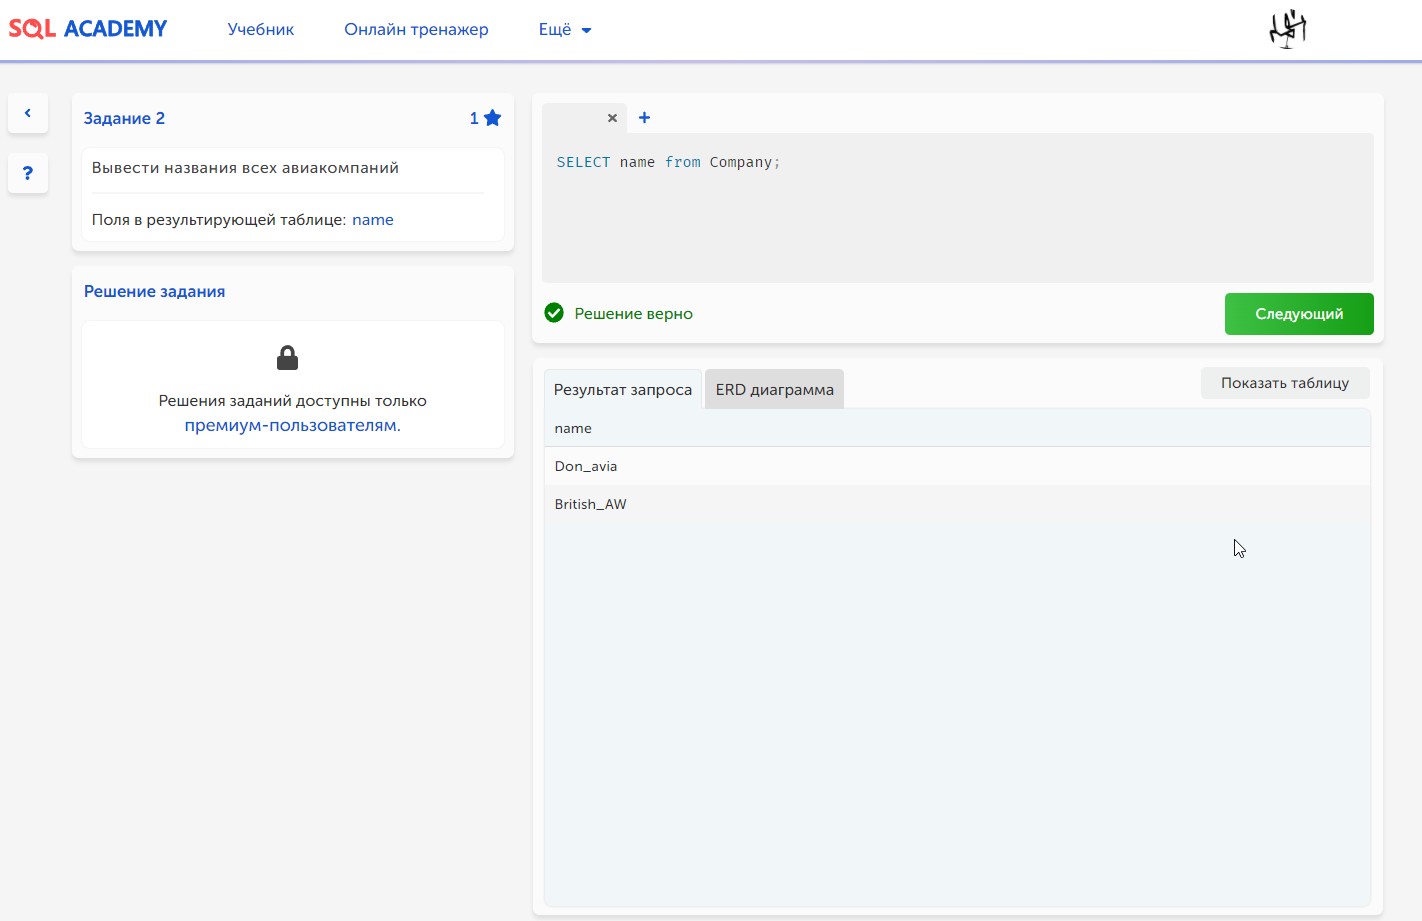 SQL ACADEMY
Учебник
Онлайн тренажер
Ещё
Задание 2
1
Вывести названия всех авиакомпаний
Поля в результирующей таблице: name
Решение задания
Решения заданий доступны только
премиум-пользователям.
SELECT name from Company;
Решение верно
Следующий
Результат запроса
ERD диаграмма
Показать таблицу
name
Don_avia
British_AW